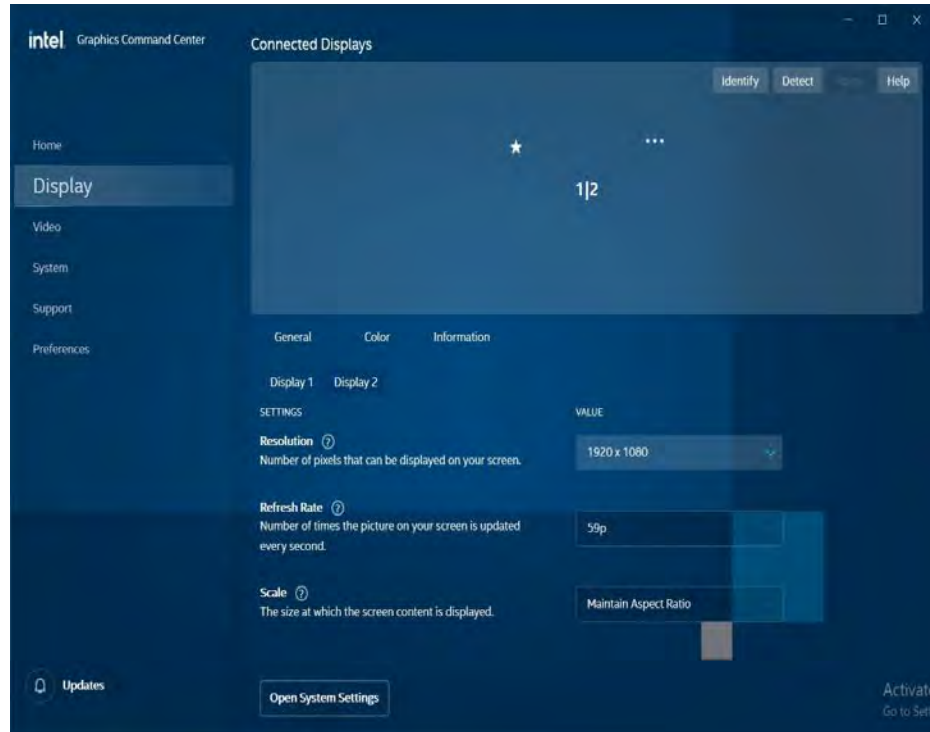 intel. Graphics Command Center
Connected Displays
Identify Detect Help
Home
Display
Video
System
Support
Preferences
1|2
General Color Information
Display 1 Display 2
SETTINGS VALUE
Resolution ?
Number of pixels that can be displayed on your screen.
1920 x 1080
Refresh Rate ?
Number of times the picture on your screen is updated
every second.
59p
Scale ?
The size at which the screen content is displayed.
Maintain Aspect Ratio
Updates
Open System Settings
Activat
Go to Set